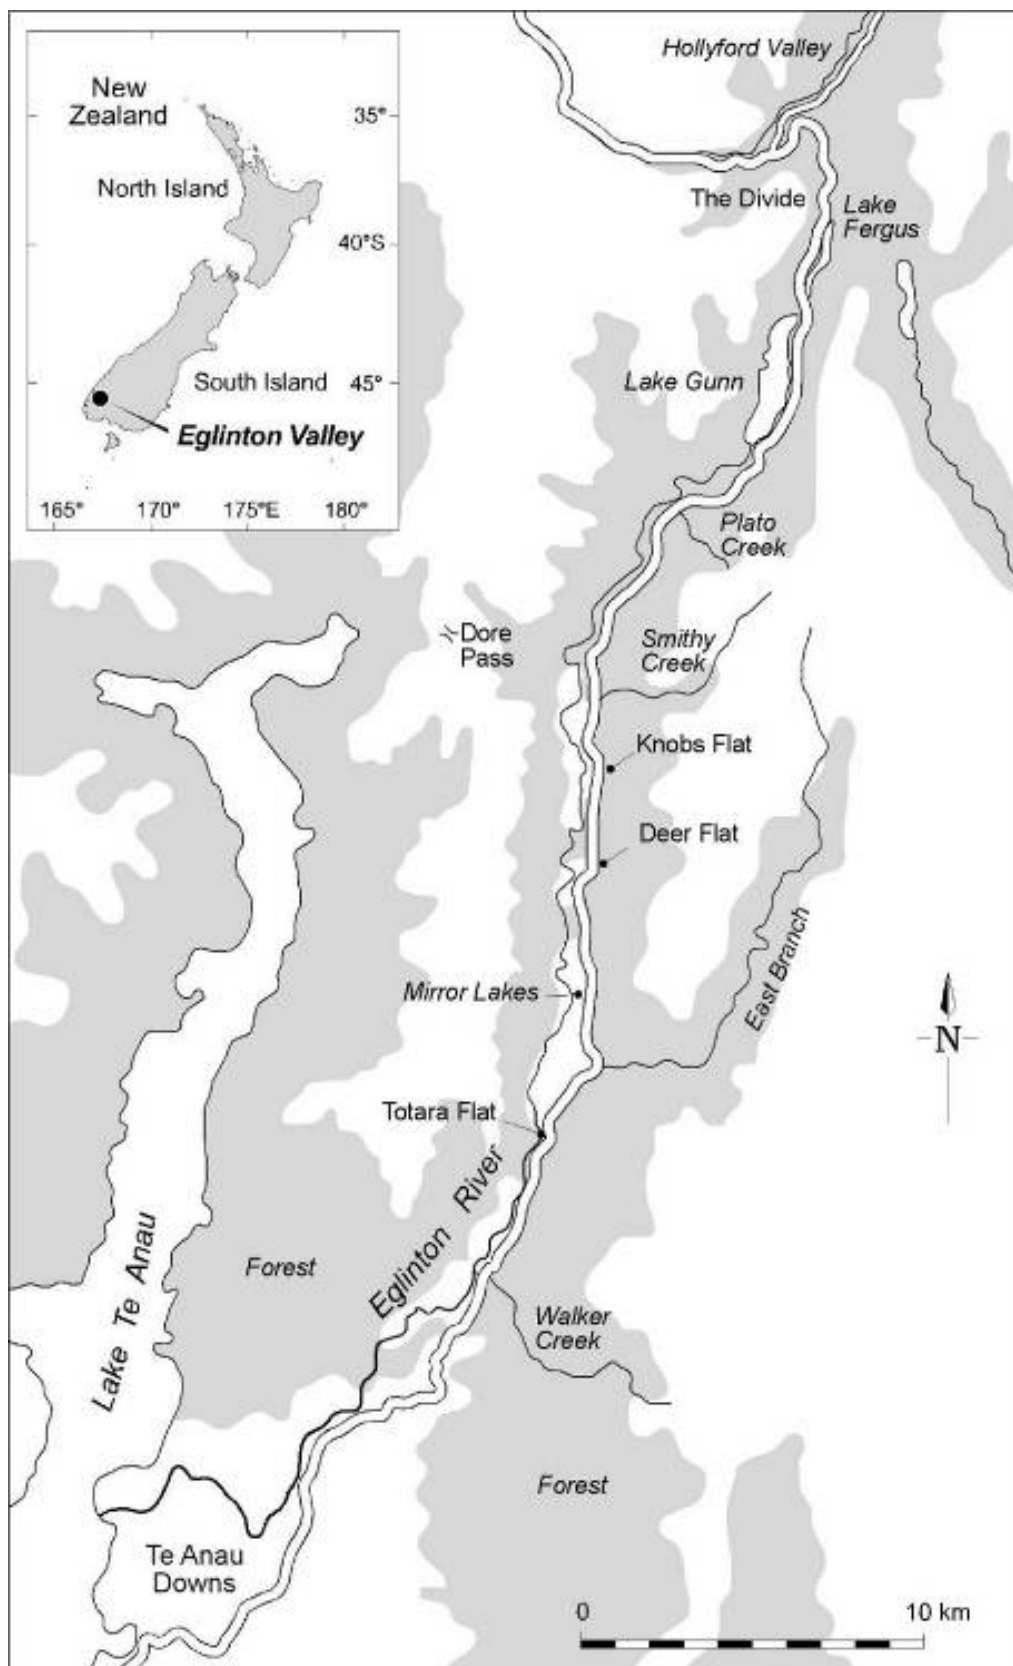 New
Zealand
35°
North Island
40°S
South Island
45°
Eglinton Valley
165°
170°
175°E
180°
Hollyford Valley
The Divide
Lake
Fergus
Lake Gunn
Plato
Creek
Dore
Pass
Smithy
Creek
Knobs Flat
Deer Flat
East Branch
Mirror Lakes
N
Totara Flat
Eglinton River
Forest
Lake Te Anau
Walker
Creek
Forest
Te Anau
Downs
0
10 km